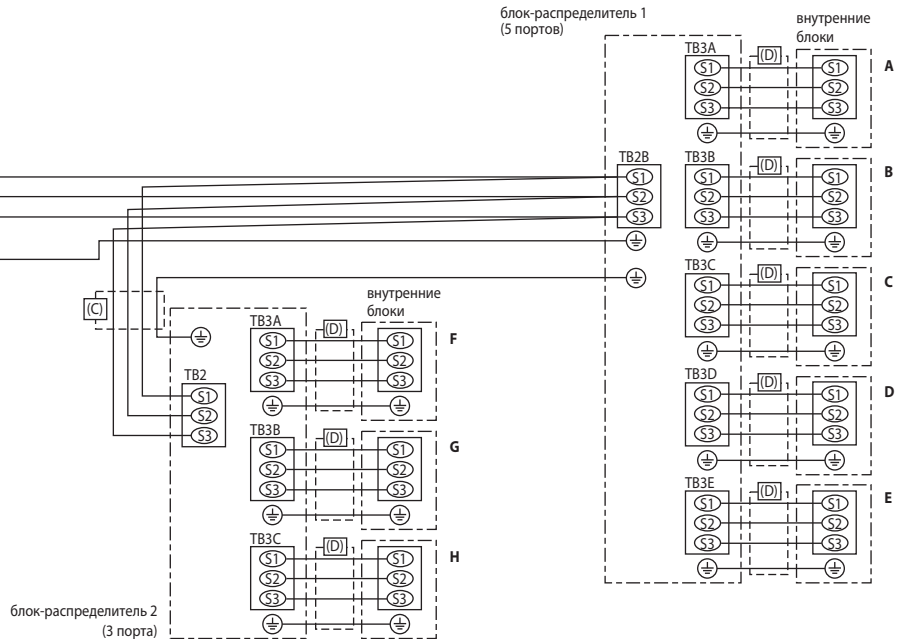 блок-распределитель 1
(5 портов)
внутренние
блоки
TB3A
(D)
A
S1
S1
S2
S2
S3
S3
TB2B
TB3B
(D)
B
S1
S1
S1
S2
S2
S2
S3
S3
S3
TB3C
(D)
C
S1
S1
S2
S2
S3
S3
TB3D
(D)
D
S1
S1
S2
S2
S3
S3
TB3E
(D)
E
S1
S1
S2
S2
S3
S3
(C)
внутренние
блоки
TB3A
(D)
F
S1
S1
S2
S2
S3
S3
TB2
S1
S2
S3
TB3B
(D)
G
S1
S1
S2
S2
S3
S3
TB3C
(D)
H
S1
S1
S2
S2
S3
S3
блок-распределитель 2
(3 порта)